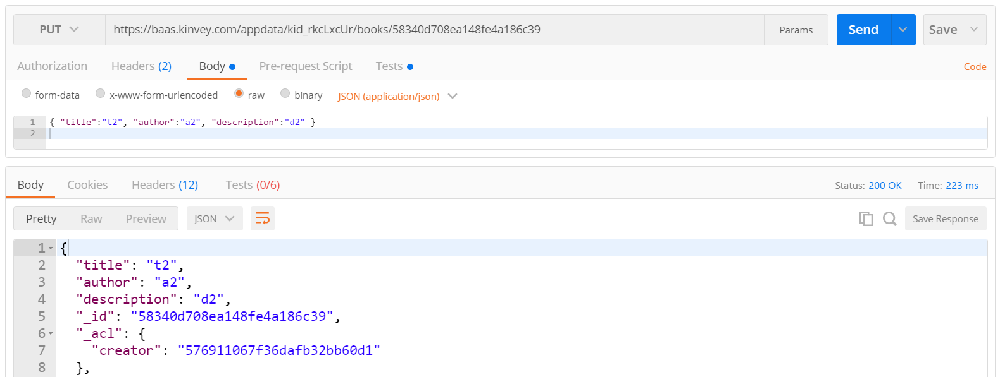 PUT https://baas.kinvey.com/appdata/kid_rkcLxcUr/books/58340d708ea148fe4a186c39 Params Send Save
Authorization Headers (2) Body Pre-request Script Tests Code
form-data x-www-form-urlencoded raw binary JSON (application/json)
1 { "title":"t2", "author":"a2", "description":"d2" }
2
Body Cookies Headers (12) Tests (0/6) Status: 200 OK Time: 223 ms
Pretty Raw Preview JSON Save Response
1 {
2 "title": "t2",
3 "author": "a2",
4 "description": "d2",
5 "_id": "58340d708ea148fe4a186c39",
6 "_acl": {
7 "creator": "576911067f36dafb32bb60d1"
8 },